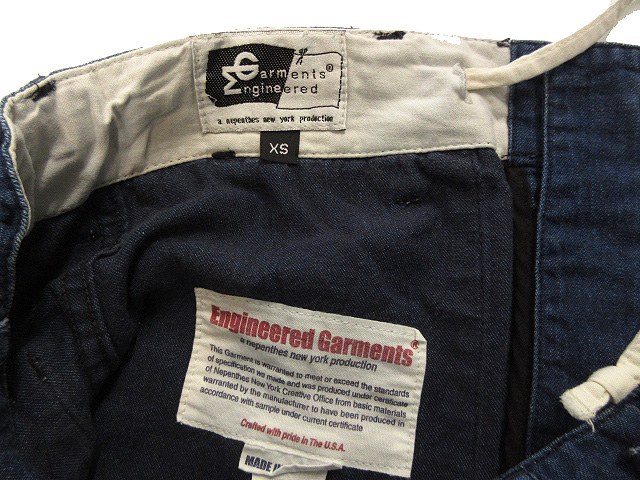 Garments®
Engineered
a nepenthes new york production
XS
Engineered Garments®
a nepenthes new york production
This Garment is warranted to meet or exceed the standards
of specification we made and was produced under certificate
of Nepenthes New York Creative Office from basic materials
warranted by the manufacturer to have been produced in
accordance with sample under current certificate
Crafted with pride in The U.S.A.
MADE